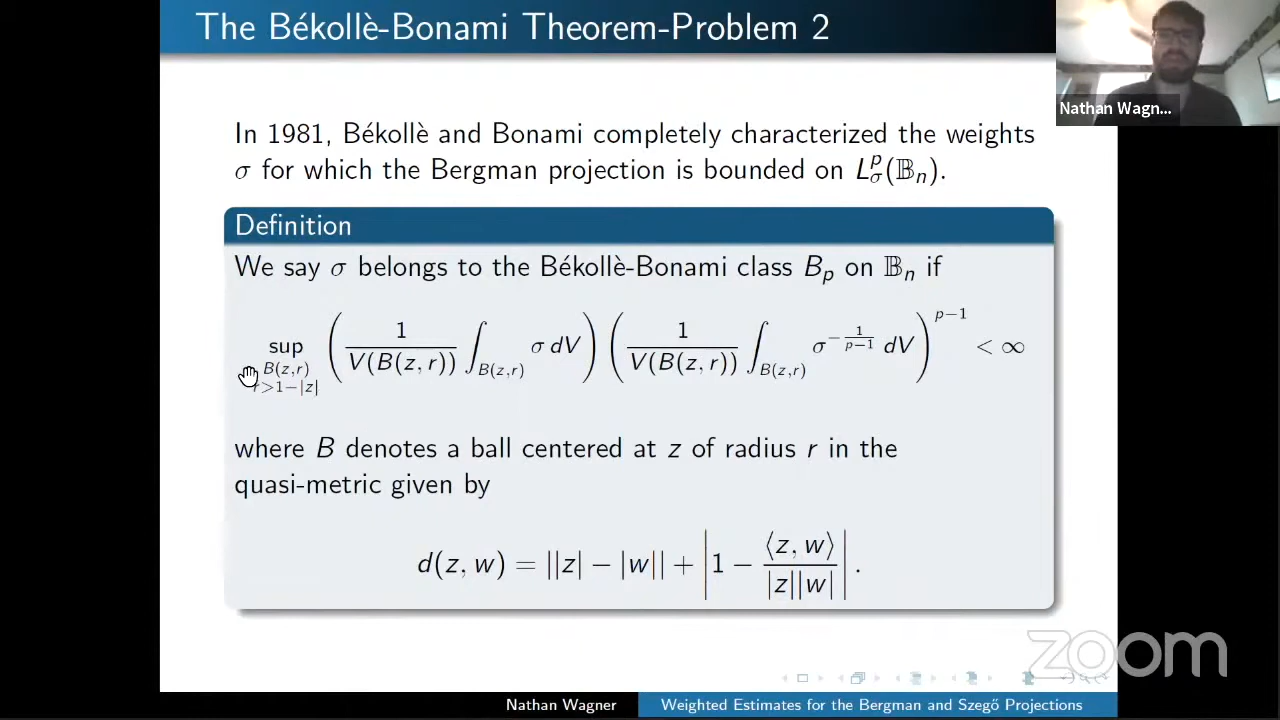 The Békollè-Bonami Theorem-Problem 2
Nathan Wagn...
In 1981, Békollè and Bonami completely characterized the weights
σ for which the Bergman projection is bounded on L^p_σ(𝔹_n).
Definition
We say σ belongs to the Békollè-Bonami class B_p on 𝔹_n if
sup_{B(z,r) r>1−|z|} (1/V(B(z,r)) ∫_{B(z,r)} σ dV) (1/V(B(z,r)) ∫_{B(z,r)} σ^{−1/(p−1)} dV)^{p−1} < ∞
where B denotes a ball centered at z of radius r in the
quasi-metric given by
d(z, w) = ||z| − |w|| + |1 − ⟨z, w⟩/|z||w||.
zoom
Nathan Wagner
Weighted Estimates for the Bergman and Szegő Projections